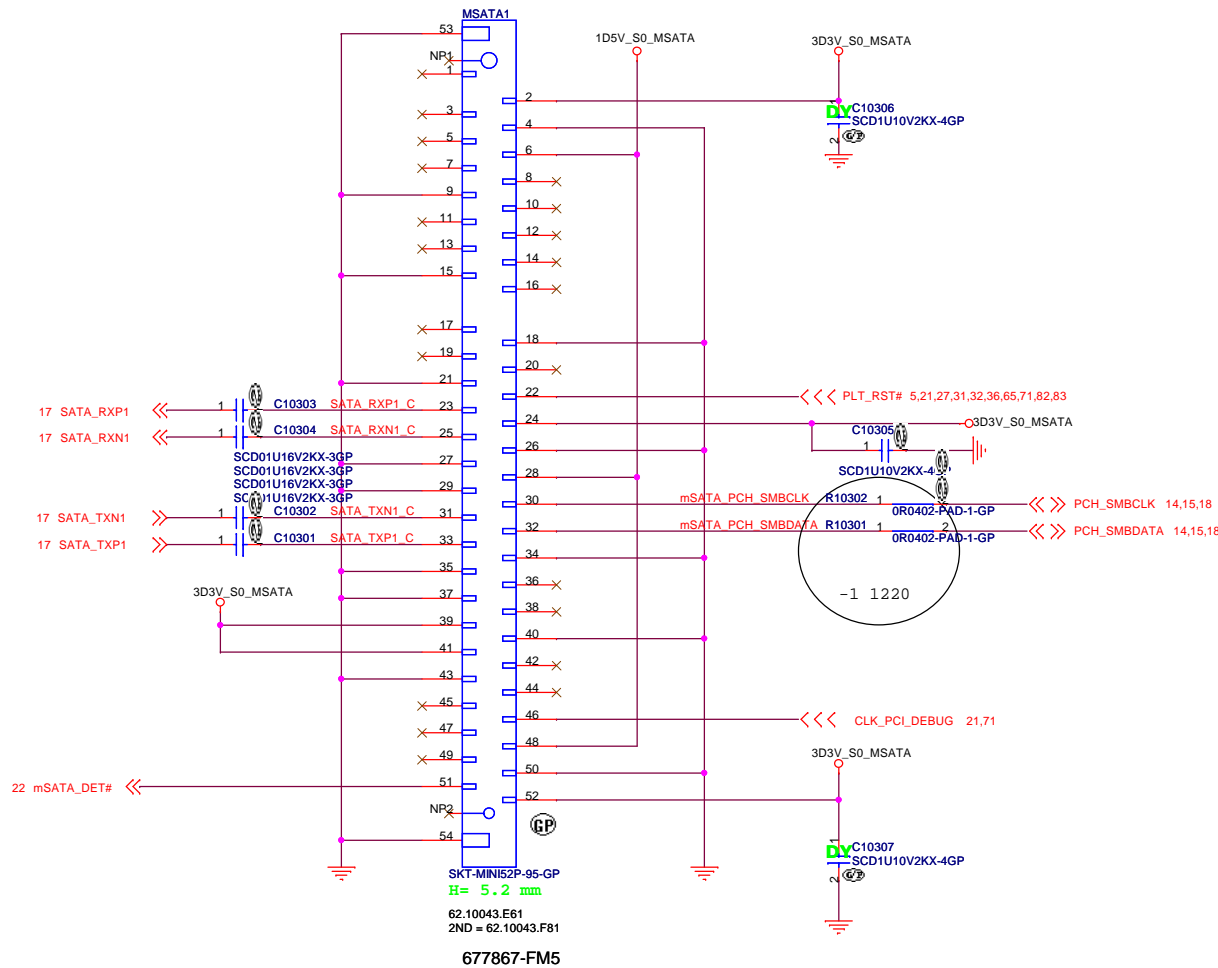 MSATA1
53
NP1
1
3
5
7
9
11
13
15
17
19
21
23
25
27
29
31
33
35
37
39
41
43
45
47
49
51
NP2
54
2
4
6
8
10
12
14
16
18
20
22
24
26
28
30
32
34
36
38
40
42
44
46
48
50
52
1D5V_S0_MSATA
3D3V_S0_MSATA
1
DY
C10306
SCD1U10V2KX-4GP
2
17 SATA_RXP1
1
C10303
SATA_RXP1_C
17 SATA_RXN1
1
C10304
SATA_RXN1_C
SCD01U16V2KX-3GP
SCD01U16V2KX-3GP
SCD01U16V2KX-3GP
SCD01U16V2KX-3GP
17 SATA_TXN1
1
C10302
SATA_TXN1_C
17 SATA_TXP1
1
C10301
SATA_TXP1_C
3D3V_S0_MSATA
22 mSATA_DET#
PLT_RST# 5,21,27,31,32,36,65,71,82,83
3D3V_S0_MSATA
C10305
1
SCD1U10V2KX-4
mSATA_PCH_SMBCLK
R10302
1
0R0402-PAD-1-GP
PCH_SMBCLK 14,15,18
mSATA_PCH_SMBDATA
R10301
1
2
0R0402-PAD-1-GP
PCH_SMBDATA 14,15,18
-1 1220
CLK_PCI_DEBUG 21,71
3D3V_S0_MSATA
1
DY
C10307
SCD1U10V2KX-4GP
2
GP
SKT-MINI52P-95-GP
H= 5.2 mm
62.10043.E61
2ND = 62.10043.F81
677867-FM5